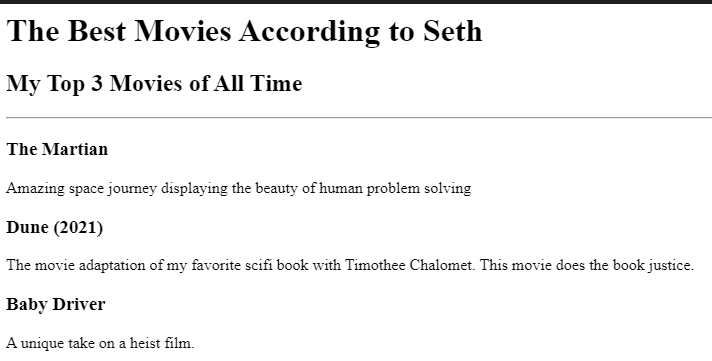 The Best Movies According to Seth
My Top 3 Movies of All Time
The Martian
Amazing space journey displaying the beauty of human problem solving
Dune (2021)
The movie adaptation of my favorite scifi book with Timothee Chalomet. This movie does the book justice.
Baby Driver
A unique take on a heist film.